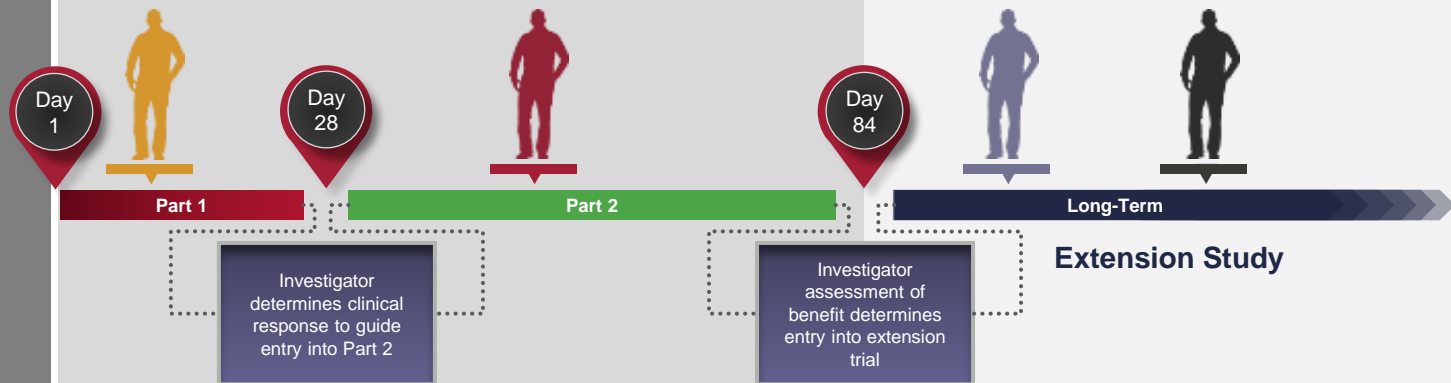 Day
1
Day
28
Day
84
Part 1
Part 2
Long-Term
Extension Study
Investigator
determines clinical
response to guide
entry into Part 2
Investigator
assessment of
benefit determines
entry into extension
trial